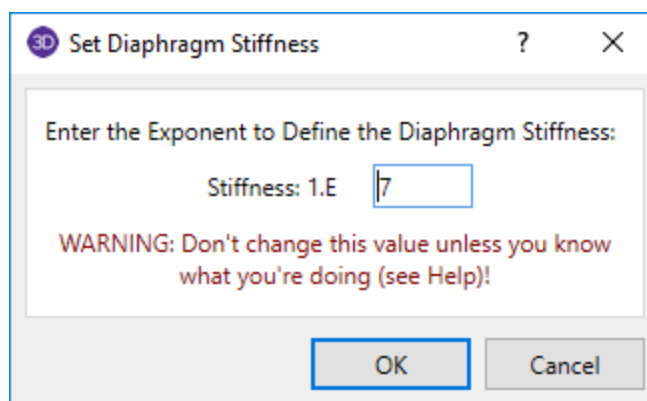 3D Set Diaphragm Stiffness ?
Enter the Exponent to Define the Diaphragm Stiffness:
Stiffness: 1.E 7
WARNING: Don't change this value unless you know
what you're doing (see Help)!
OK Cancel